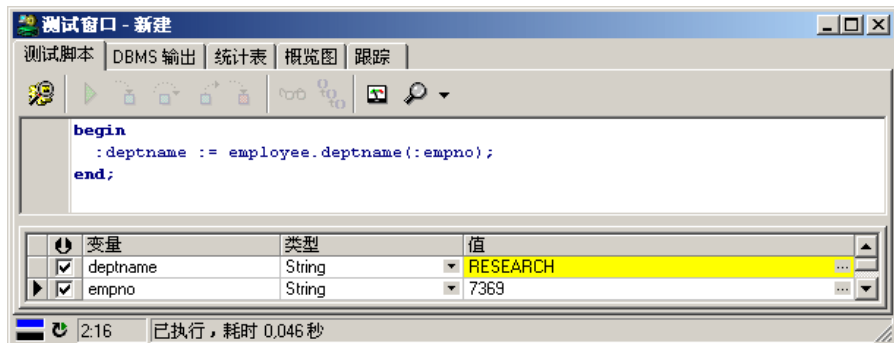 测试窗口 - 新建
测试脚本 DBMS 输出 统计表 概览图 跟踪
begin
:deptname := employee.deptname(:empno);
end;
变量 类型 值
deptname String RESEARCH ...
empno String 7369 ...
2:16 已执行，耗时 0.046 秒